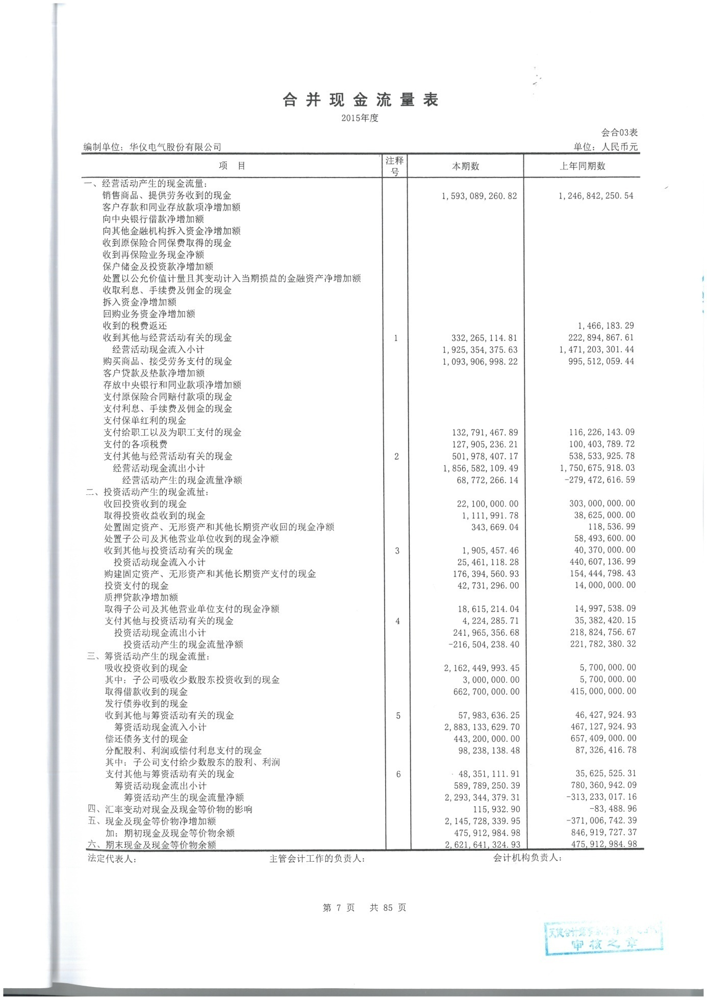 合并现金流量表
2015年度
会合03表
编制单位：华仪电气股份有限公司 单位：人民币元
项 目 注释号 本期数 上年同期数
一、经营活动产生的现金流量：
销售商品、提供劳务收到的现金 1,593,089,260.82 1,246,842,250.54
客户存款和同业存放款项净增加额
向中央银行借款净增加额
向其他金融机构拆入资金净增加额
收到原保险合同保费取得的现金
收到再保险业务现金净额
保户储金及投资款净增加额
处置以公允价值计量且其变动计入当期损益的金融资产净增加额
收取利息、手续费及佣金的现金
拆入资金净增加额
回购业务资金净增加额
收到的税费返还 1,466,183.29
收到其他与经营活动有关的现金 1 332,265,114.81 222,894,867.61
经营活动现金流入小计 1,925,354,375.63 1,471,203,301.44
购买商品、接受劳务支付的现金 1,093,906,998.22 995,512,059.44
客户贷款及垫款净增加额
存放中央银行和同业款项净增加额
支付原保险合同赔付款项的现金
支付利息、手续费及佣金的现金
支付保单红利的现金
支付给职工以及为职工支付的现金 132,791,467.89 116,226,143.09
支付的各项税费 127,905,236.21 100,403,789.72
支付其他与经营活动有关的现金 2 501,978,407.17 538,533,925.78
经营活动现金流出小计 1,856,582,109.49 1,750,675,918.03
经营活动产生的现金流量净额 68,772,266.14 -279,472,616.59
二、投资活动产生的现金流量：
收回投资收到的现金 22,100,000.00 303,000,000.00
取得投资收益收到的现金 1,111,991.78 38,625,000.00
处置固定资产、无形资产和其他长期资产收回的现金净额 343,669.04 118,536.99
处置子公司及其他营业单位收到的现金净额 58,493,600.00
收到其他与投资活动有关的现金 3 1,905,457.46 40,370,000.00
投资活动现金流入小计 25,461,118.28 440,607,136.99
购建固定资产、无形资产和其他长期资产支付的现金 176,394,560.93 154,444,798.43
投资支付的现金 42,731,296.00 14,000,000.00
质押贷款净增加额
取得子公司及其他营业单位支付的现金净额 18,615,214.04 14,997,538.09
支付其他与投资活动有关的现金 4 4,224,285.71 35,382,420.15
投资活动现金流出小计 241,965,356.68 218,824,756.67
投资活动产生的现金流量净额 -216,504,238.40 221,782,380.32
三、筹资活动产生的现金流量：
吸收投资收到的现金 2,162,449,993.45 5,700,000.00
其中：子公司吸收少数股东投资收到的现金 3,000,000.00 5,700,000.00
取得借款收到的现金 662,700,000.00 415,000,000.00
发行债券收到的现金
收到其他与筹资活动有关的现金 5 57,983,636.25 46,427,924.93
筹资活动现金流入小计 2,883,133,629.70 467,127,924.93
偿还债务支付的现金 443,200,000.00 657,409,000.00
分配股利、利润或偿付利息支付的现金 98,238,138.48 87,326,416.78
其中：子公司支付给少数股东的股利、利润
支付其他与筹资活动有关的现金 6 48,351,111.91 35,625,525.31
筹资活动现金流出小计 589,789,250.39 780,360,942.09
筹资活动产生的现金流量净额 2,293,344,379.31 -313,233,017.16
四、汇率变动对现金及现金等价物的影响 115,932.90 -83,488.96
五、现金及现金等价物净增加额 2,145,728,339.95 -371,006,742.39
加：期初现金及现金等价物余额 475,912,984.98 846,919,727.37
六、期末现金及现金等价物余额 2,621,641,324.93 475,912,984.98
法定代表人： 主管会计工作的负责人： 会计机构负责人：
第 7 页 共 85 页
审核之章